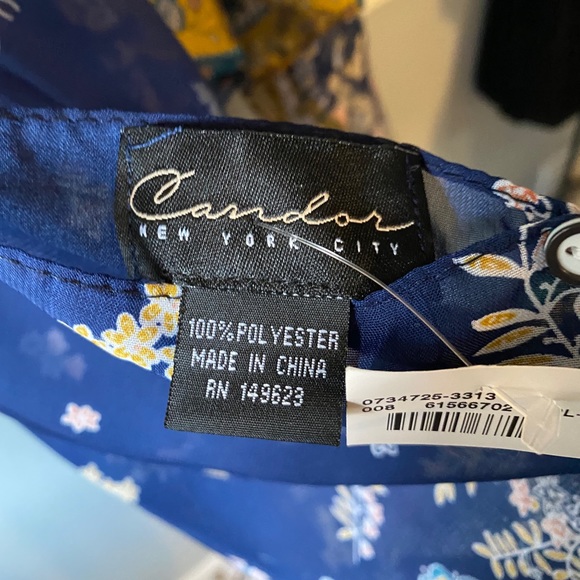 Candor
NEW YORK CITY
100% POLYESTER
MADE IN CHINA
RN 149623
0734725-3313
008 61566702